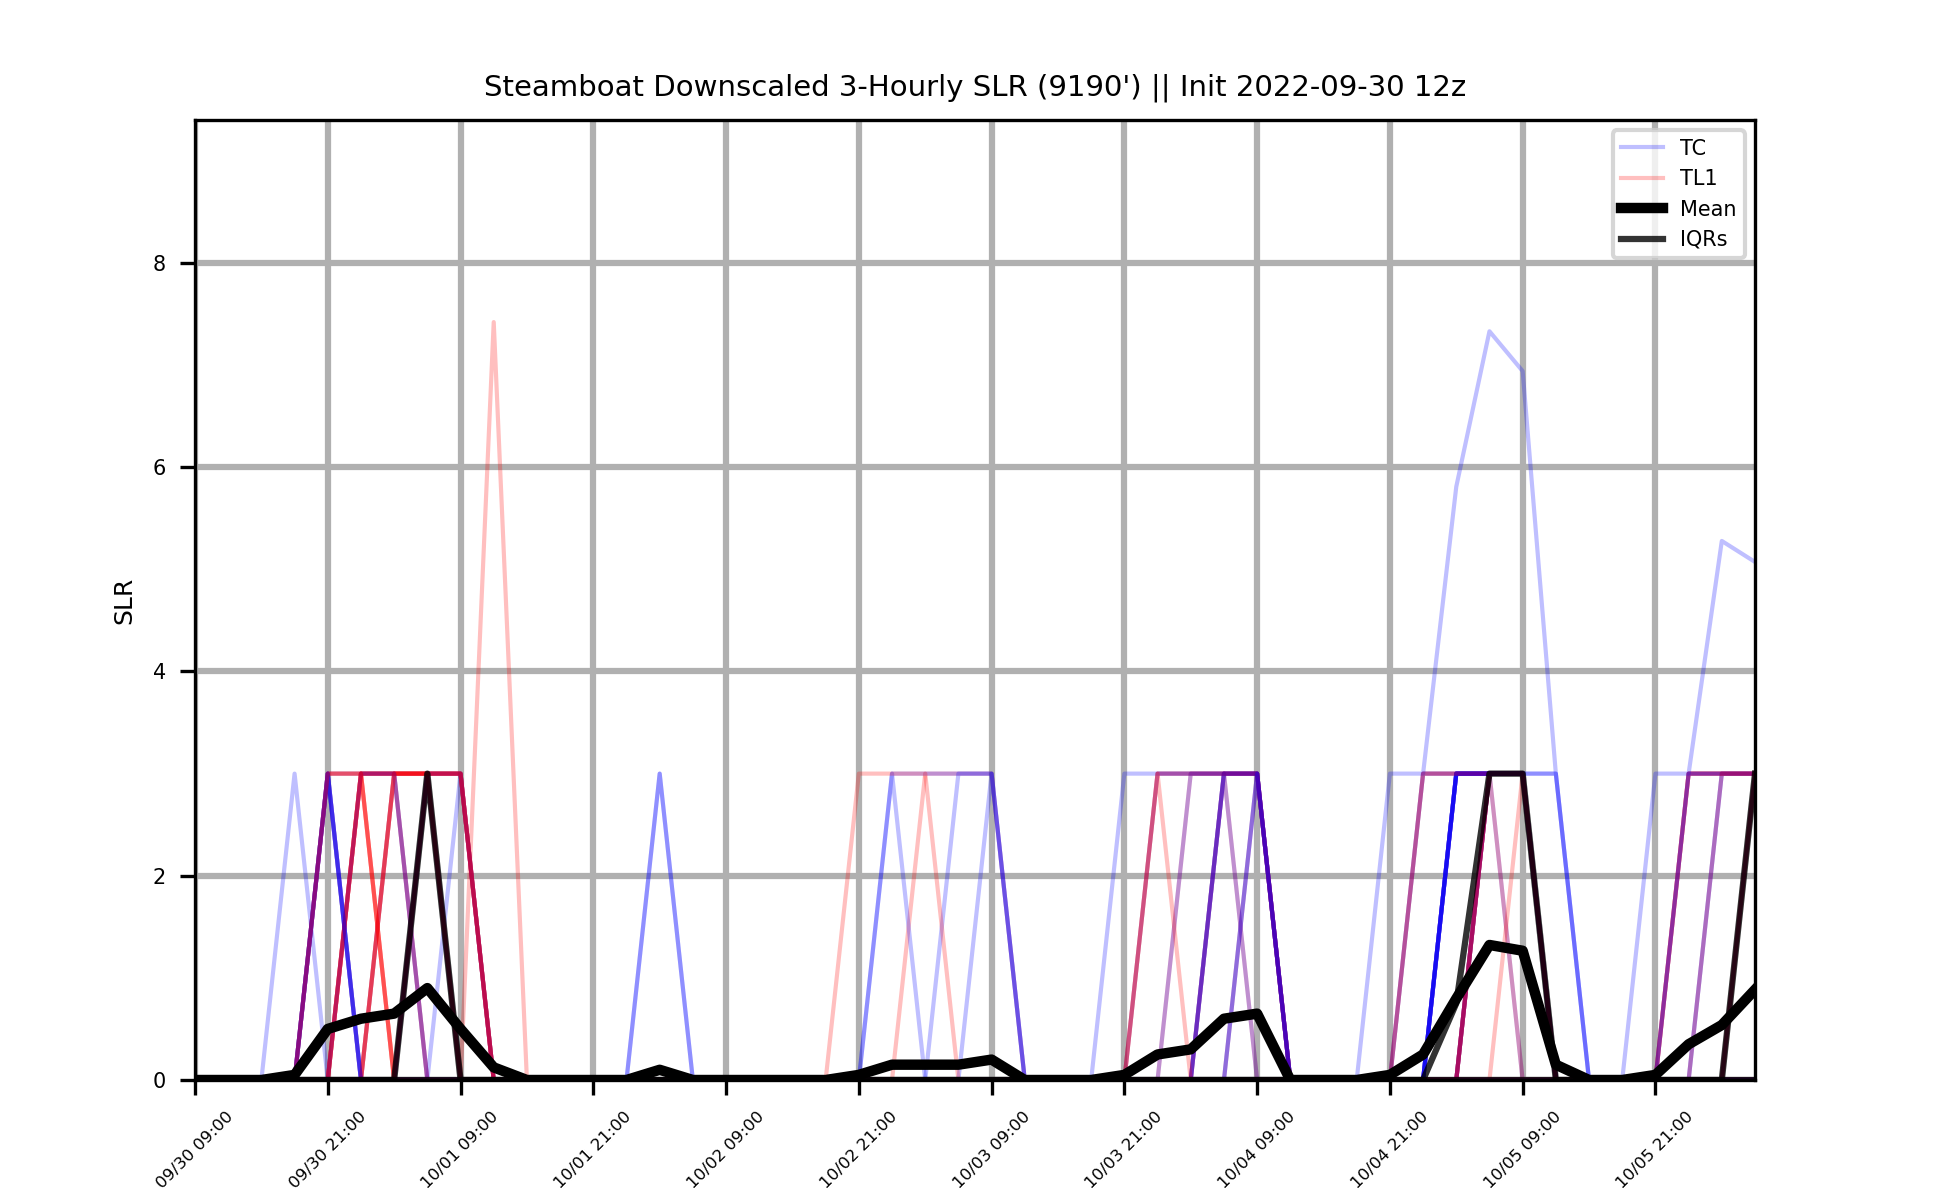 Steamboat Downscaled 3-Hourly SLR (9190') || Init 2022-09-30 12z
TC
TL1
Mean
IQRs
SLR
8
6
4
2
0
09/30 09:00
09/30 21:00
10/01 09:00
10/01 21:00
10/02 09:00
10/02 21:00
10/03 09:00
10/03 21:00
10/04 09:00
10/04 21:00
10/05 09:00
10/05 21:00